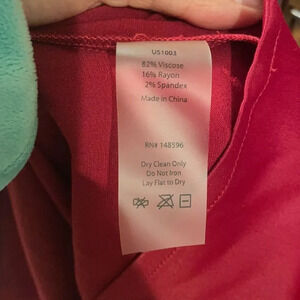 US1003
82% Viscose
16% Rayon
2% Spandex
Made in China
RN# 148596
Dry Clean Only
Do Not Iron
Lay Flat to Dry